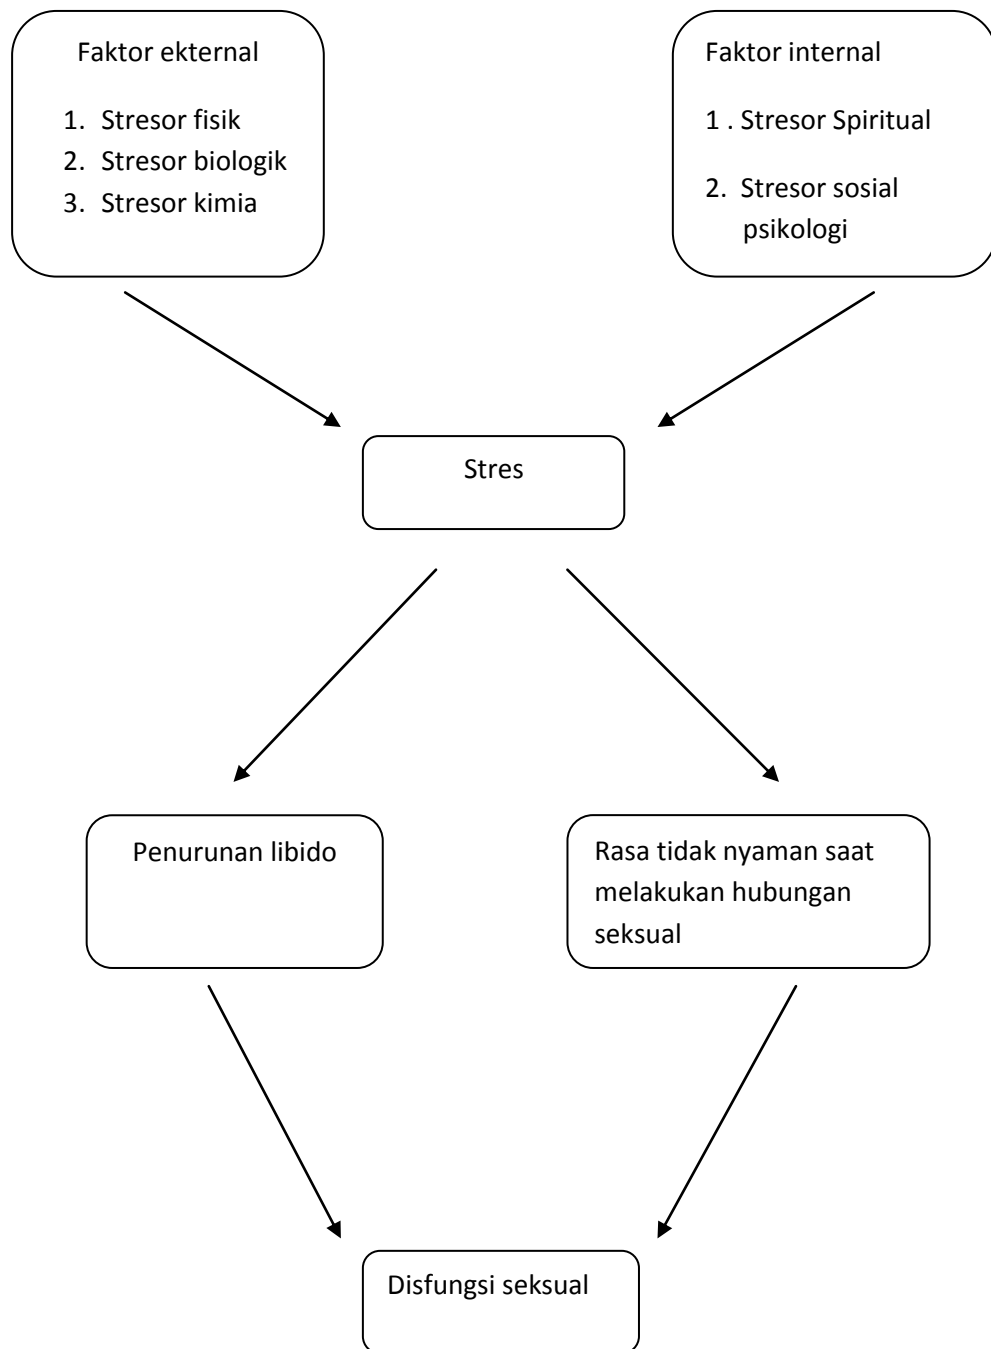 Faktor ekternal
1. Stresor fisik
2. Stresor biologik
3. Stresor kimia
Faktor internal
1 . Stresor Spiritual
2. Stresor sosial
psikologi
Stres
Penurunan libido
Rasa tidak nyaman saat
melakukan hubungan
seksual
Disfungsi seksual